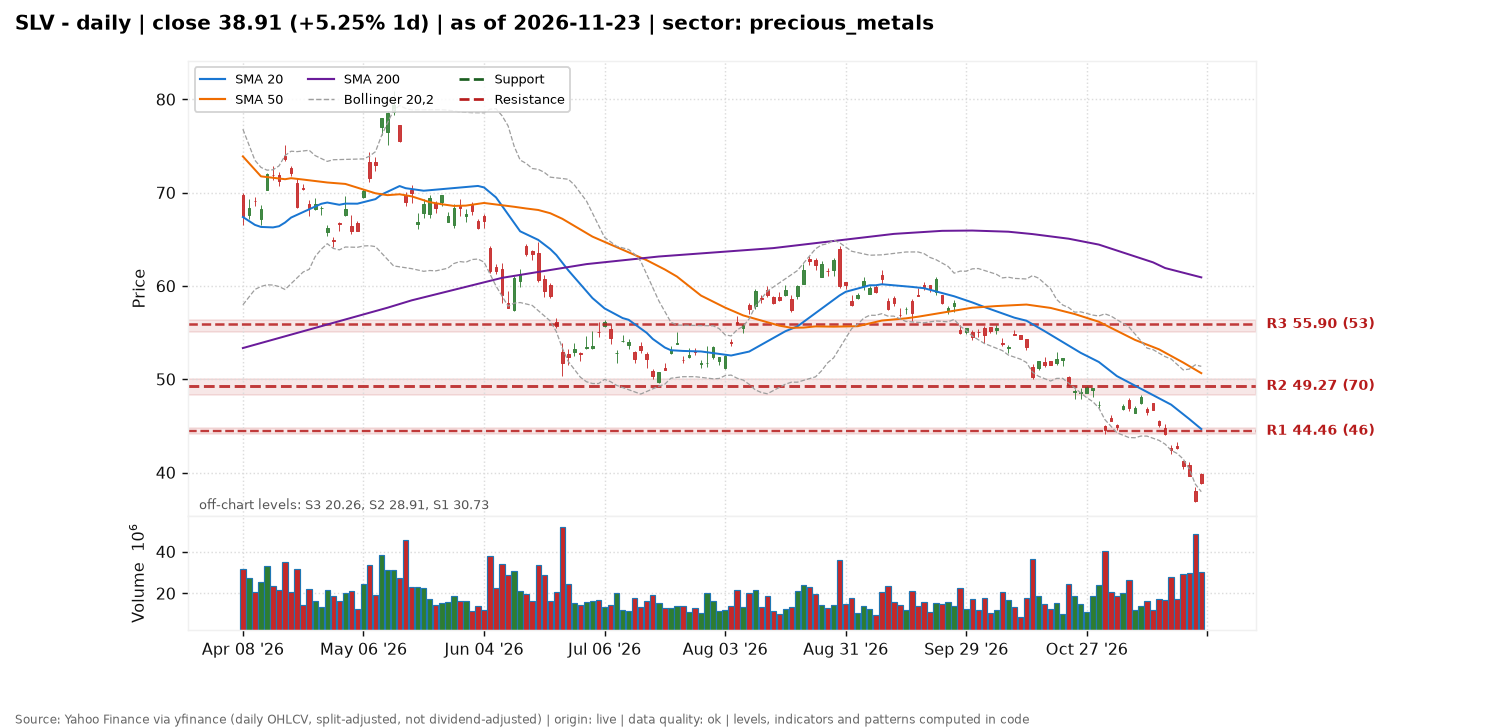 SLV - daily | close 38.91 (+5.25% 1d) | as of 2026-11-23 | sector: precious_metals
SMA 20
SMA 50
SMA 200
Bollinger 20,2
Support
Resistance
Price
80
70
60
50
40
R3 55.90 (53)
R2 49.27 (70)
R1 44.46 (46)
off-chart levels: S3 20.26, S2 28.91, S1 30.73
Volume 10⁶
40
20
Apr 08 '26
May 06 '26
Jun 04 '26
Jul 06 '26
Aug 03 '26
Aug 31 '26
Sep 29 '26
Oct 27 '26
Source: Yahoo Finance via yfinance (daily OHLCV, split-adjusted, not dividend-adjusted) | origin: live | data quality: ok | levels, indicators and patterns computed in code